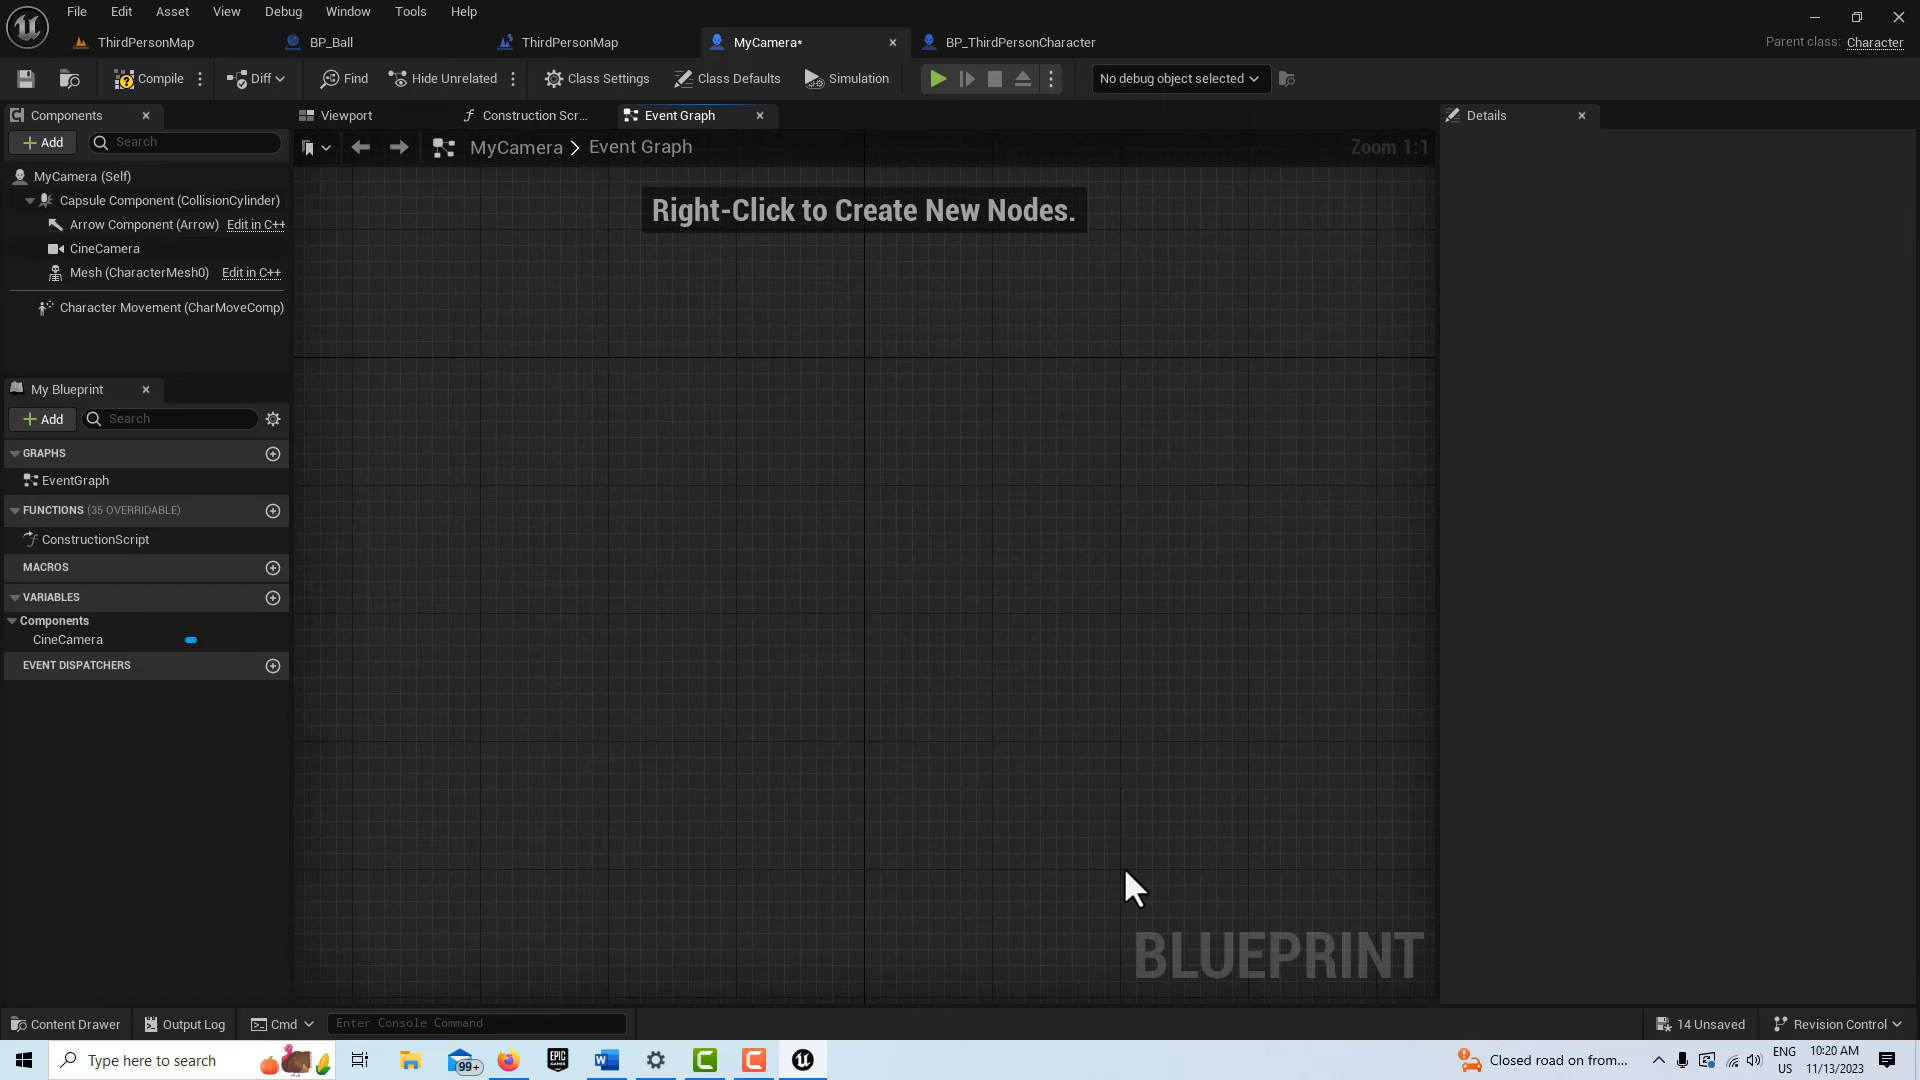 File Edit Asset View Debug Window Tools Help
ThirdPersonMap BP_Ball ThirdPersonMap MyCamera* BP_ThirdPersonCharacter Parent class: Character
Compile Diff Find Hide Unrelated Class Settings Class Defaults Simulation No debug object selected
Components Viewport Construction Scr... Event Graph Details
Add Search
MyCamera > Event Graph Zoom 1:1
Right-Click to Create New Nodes.
MyCamera (Self)
Capsule Component (CollisionCylinder)
Arrow Component (Arrow) Edit in C++
CineCamera
Mesh (CharacterMesh0) Edit in C++
Character Movement (CharMoveComp)
My Blueprint
Add Search
GRAPHS
EventGraph
FUNCTIONS (35 OVERRIDABLE)
ConstructionScript
MACROS
VARIABLES
Components
CineCamera
EVENT DISPATCHERS
BLUEPRINT
Content Drawer Output Log Cmd Enter Console Command 14 Unsaved Revision Control
Type here to search 99+ EPIC GAMES Closed road on from... ENG US 10:20 AM 11/13/2023